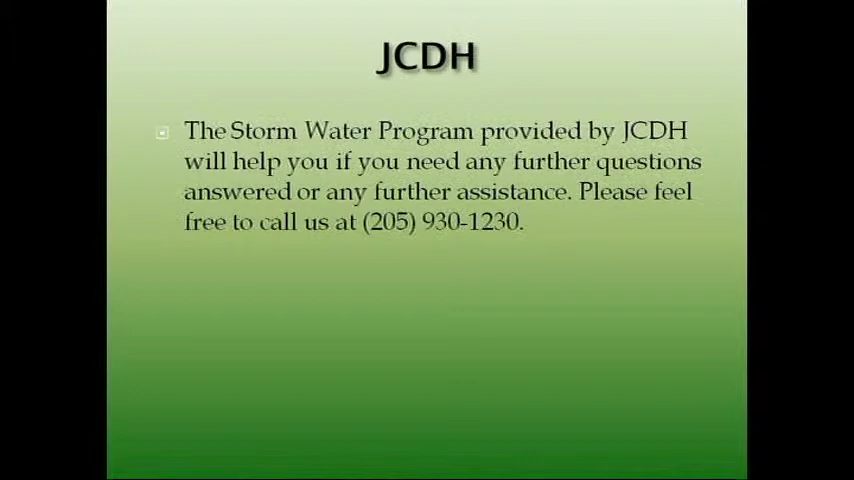 JCDH
The Storm Water Program provided by JCDH
will help you if you need any further questions
answered or any further assistance. Please feel
free to call us at (205) 930-1230.